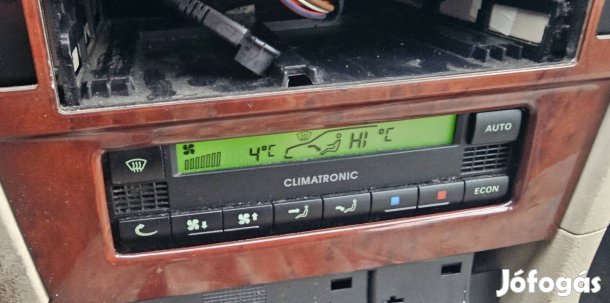 AUTO
4°C HI °C
CLIMATRONIC
ECON
Jófogás